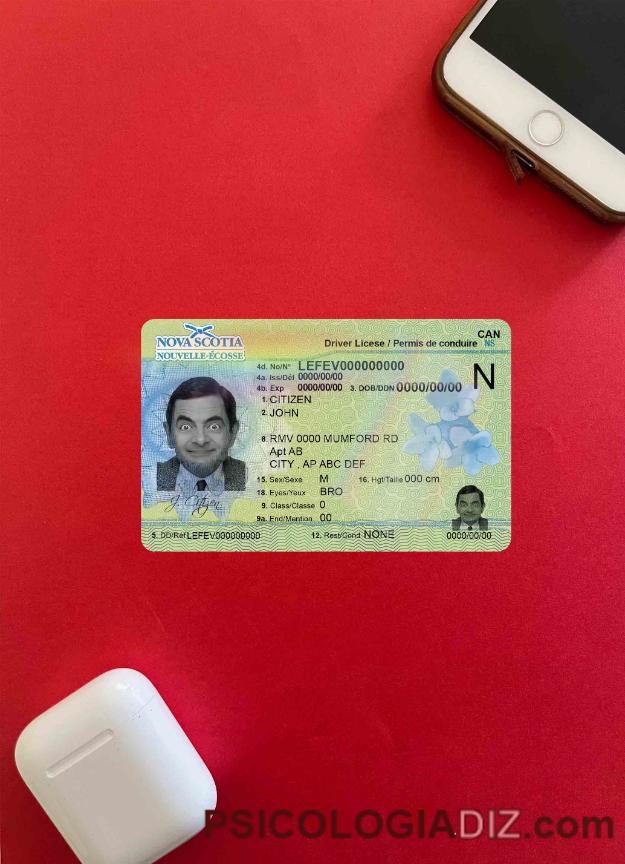 NOVA SCOTIA
NOUVELLE-ÉCOSSE
Driver Licese / Permis de conduire
CAN
NS
4d. No/N° LEFEV000000000
4a. Iss/Dél 0000/00/00
4b. Exp 0000/00/00 3. DOB/DDN 0000/00/00
N
1. CITIZEN
2. JOHN
8. RMV 0000 MUMFORD RD
Apt AB
CITY , AP ABC DEF
15. Sex/Sexe M 16. Hgt/Taille 000 cm
18. Eyes/Yeux BRO
9. Class/Classe 0
9a. End/Mention 00
J. Citizen
5. DD/Réf LEFEV000000000 12. Rest/Cond NONE 0000/00/00
PSICOLOGIADIZ.com